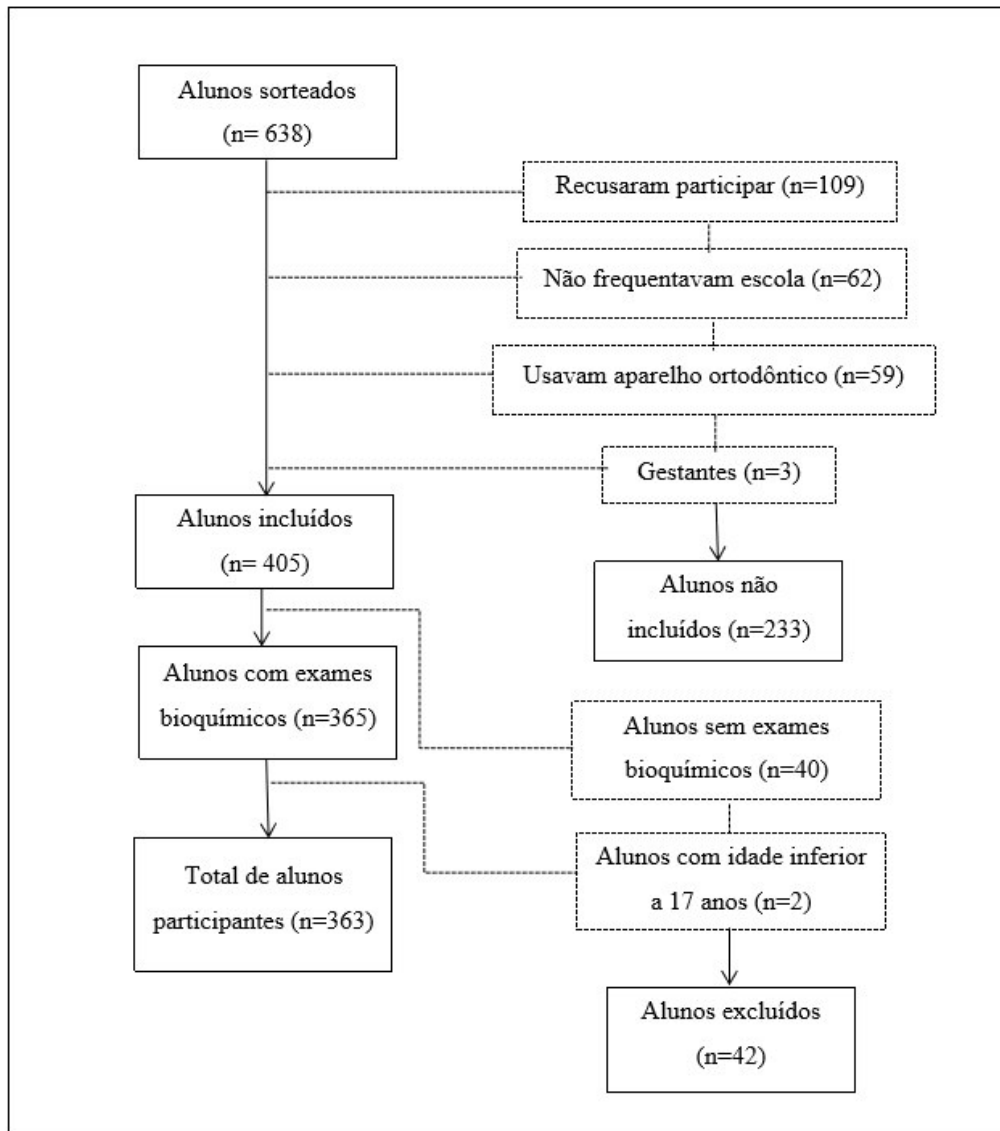 Alunos sorteados
(n= 638)
Recusaram participar (n=109)
Não frequentavam escola (n=62)
Usavam aparelho ortodôntico (n=59)
Gestantes (n=3)
Alunos incluídos
(n= 405)
Alunos não
incluídos (n=233)
Alunos com exames
bioquímicos (n=365)
Alunos sem exames
bioquímicos (n=40)
Alunos com idade inferior
a 17 anos (n=2)
Total de alunos
participantes (n=363)
Alunos excluídos
(n=42)